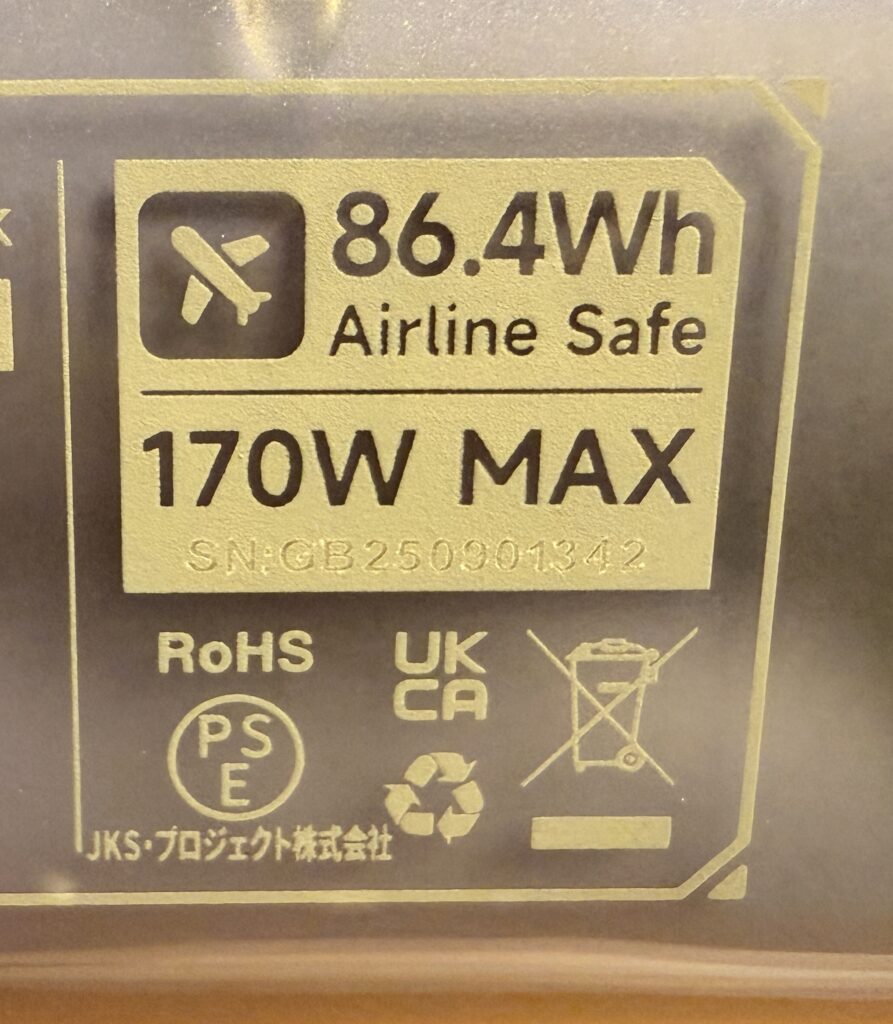 K
86.4Wh
Airline Safe
170W MAX
SN:GB250901342
RoHS
UK
CA
PS
E
JKS・プロジェクト株式会社